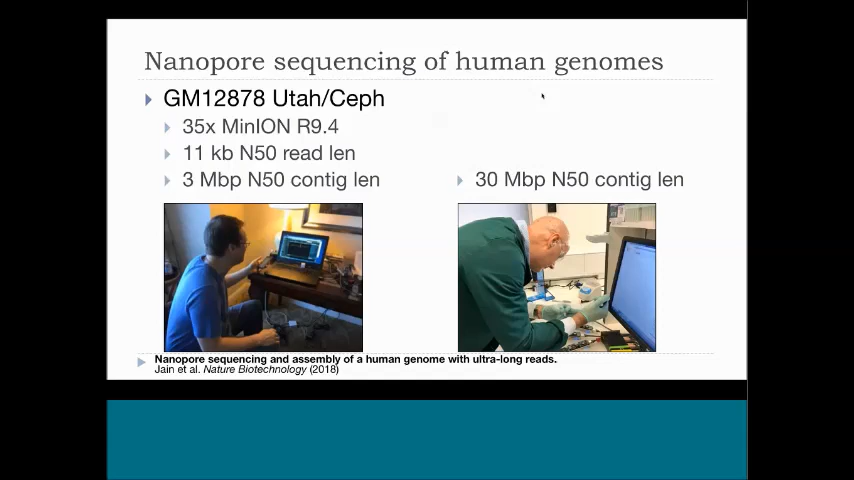 Nanopore sequencing of human genomes
GM12878 Utah/Ceph
35x MinION R9.4
11 kb N50 read len
3 Mbp N50 contig len
30 Mbp N50 contig len
Nanopore sequencing and assembly of a human genome with ultra-long reads.
Jain et al. Nature Biotechnology (2018)